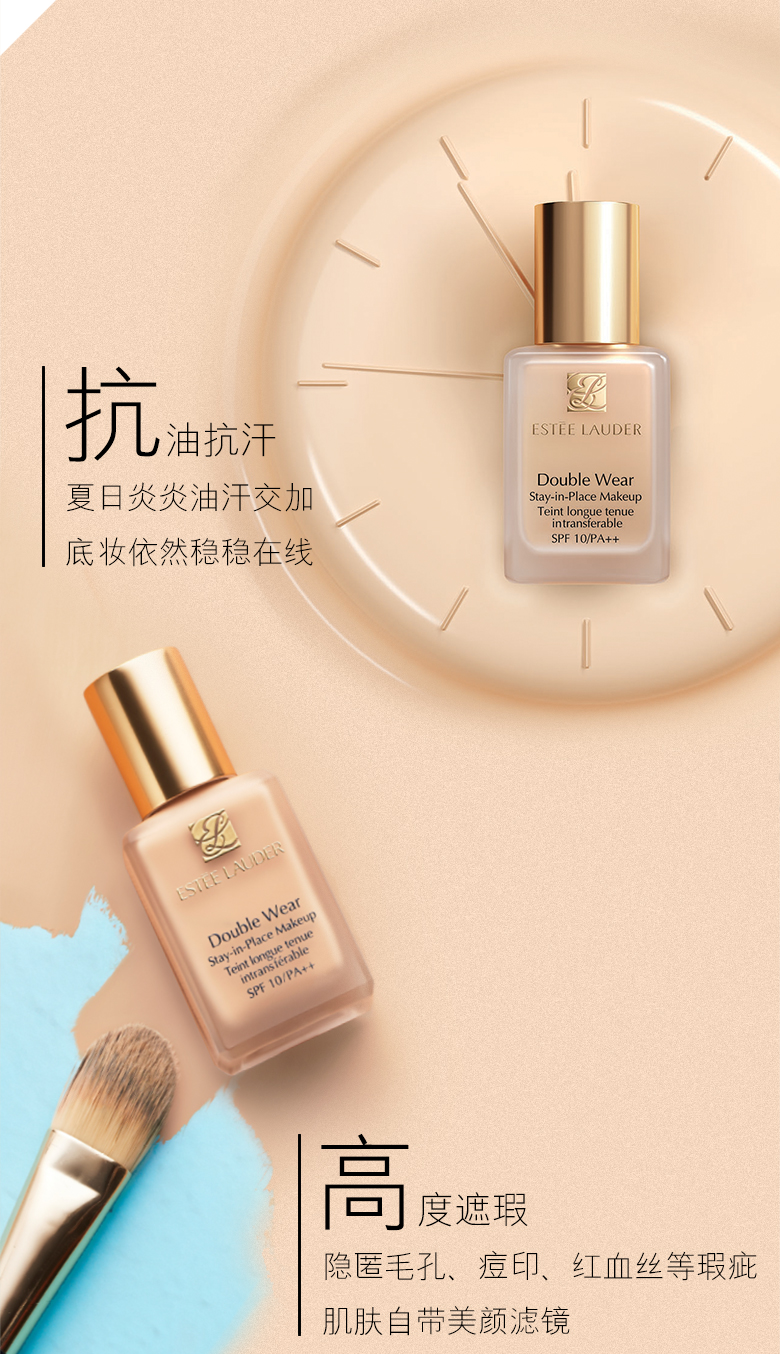 抗油抗汗
夏日炎炎油汗交加
底妆依然稳稳在线
ESTĒE LAUDER
Double Wear
Stay-in-Place Makeup
Teint longue tenue
intransférable
SPF 10/PA++
ESTĒE LAUDER
Double Wear
Stay-in-Place Makeup
Teint longue tenue
intransférable
SPF 10/PA++
高度遮瑕
隐匿毛孔、痘印、红血丝等瑕疵
肌肤自带美颜滤镜